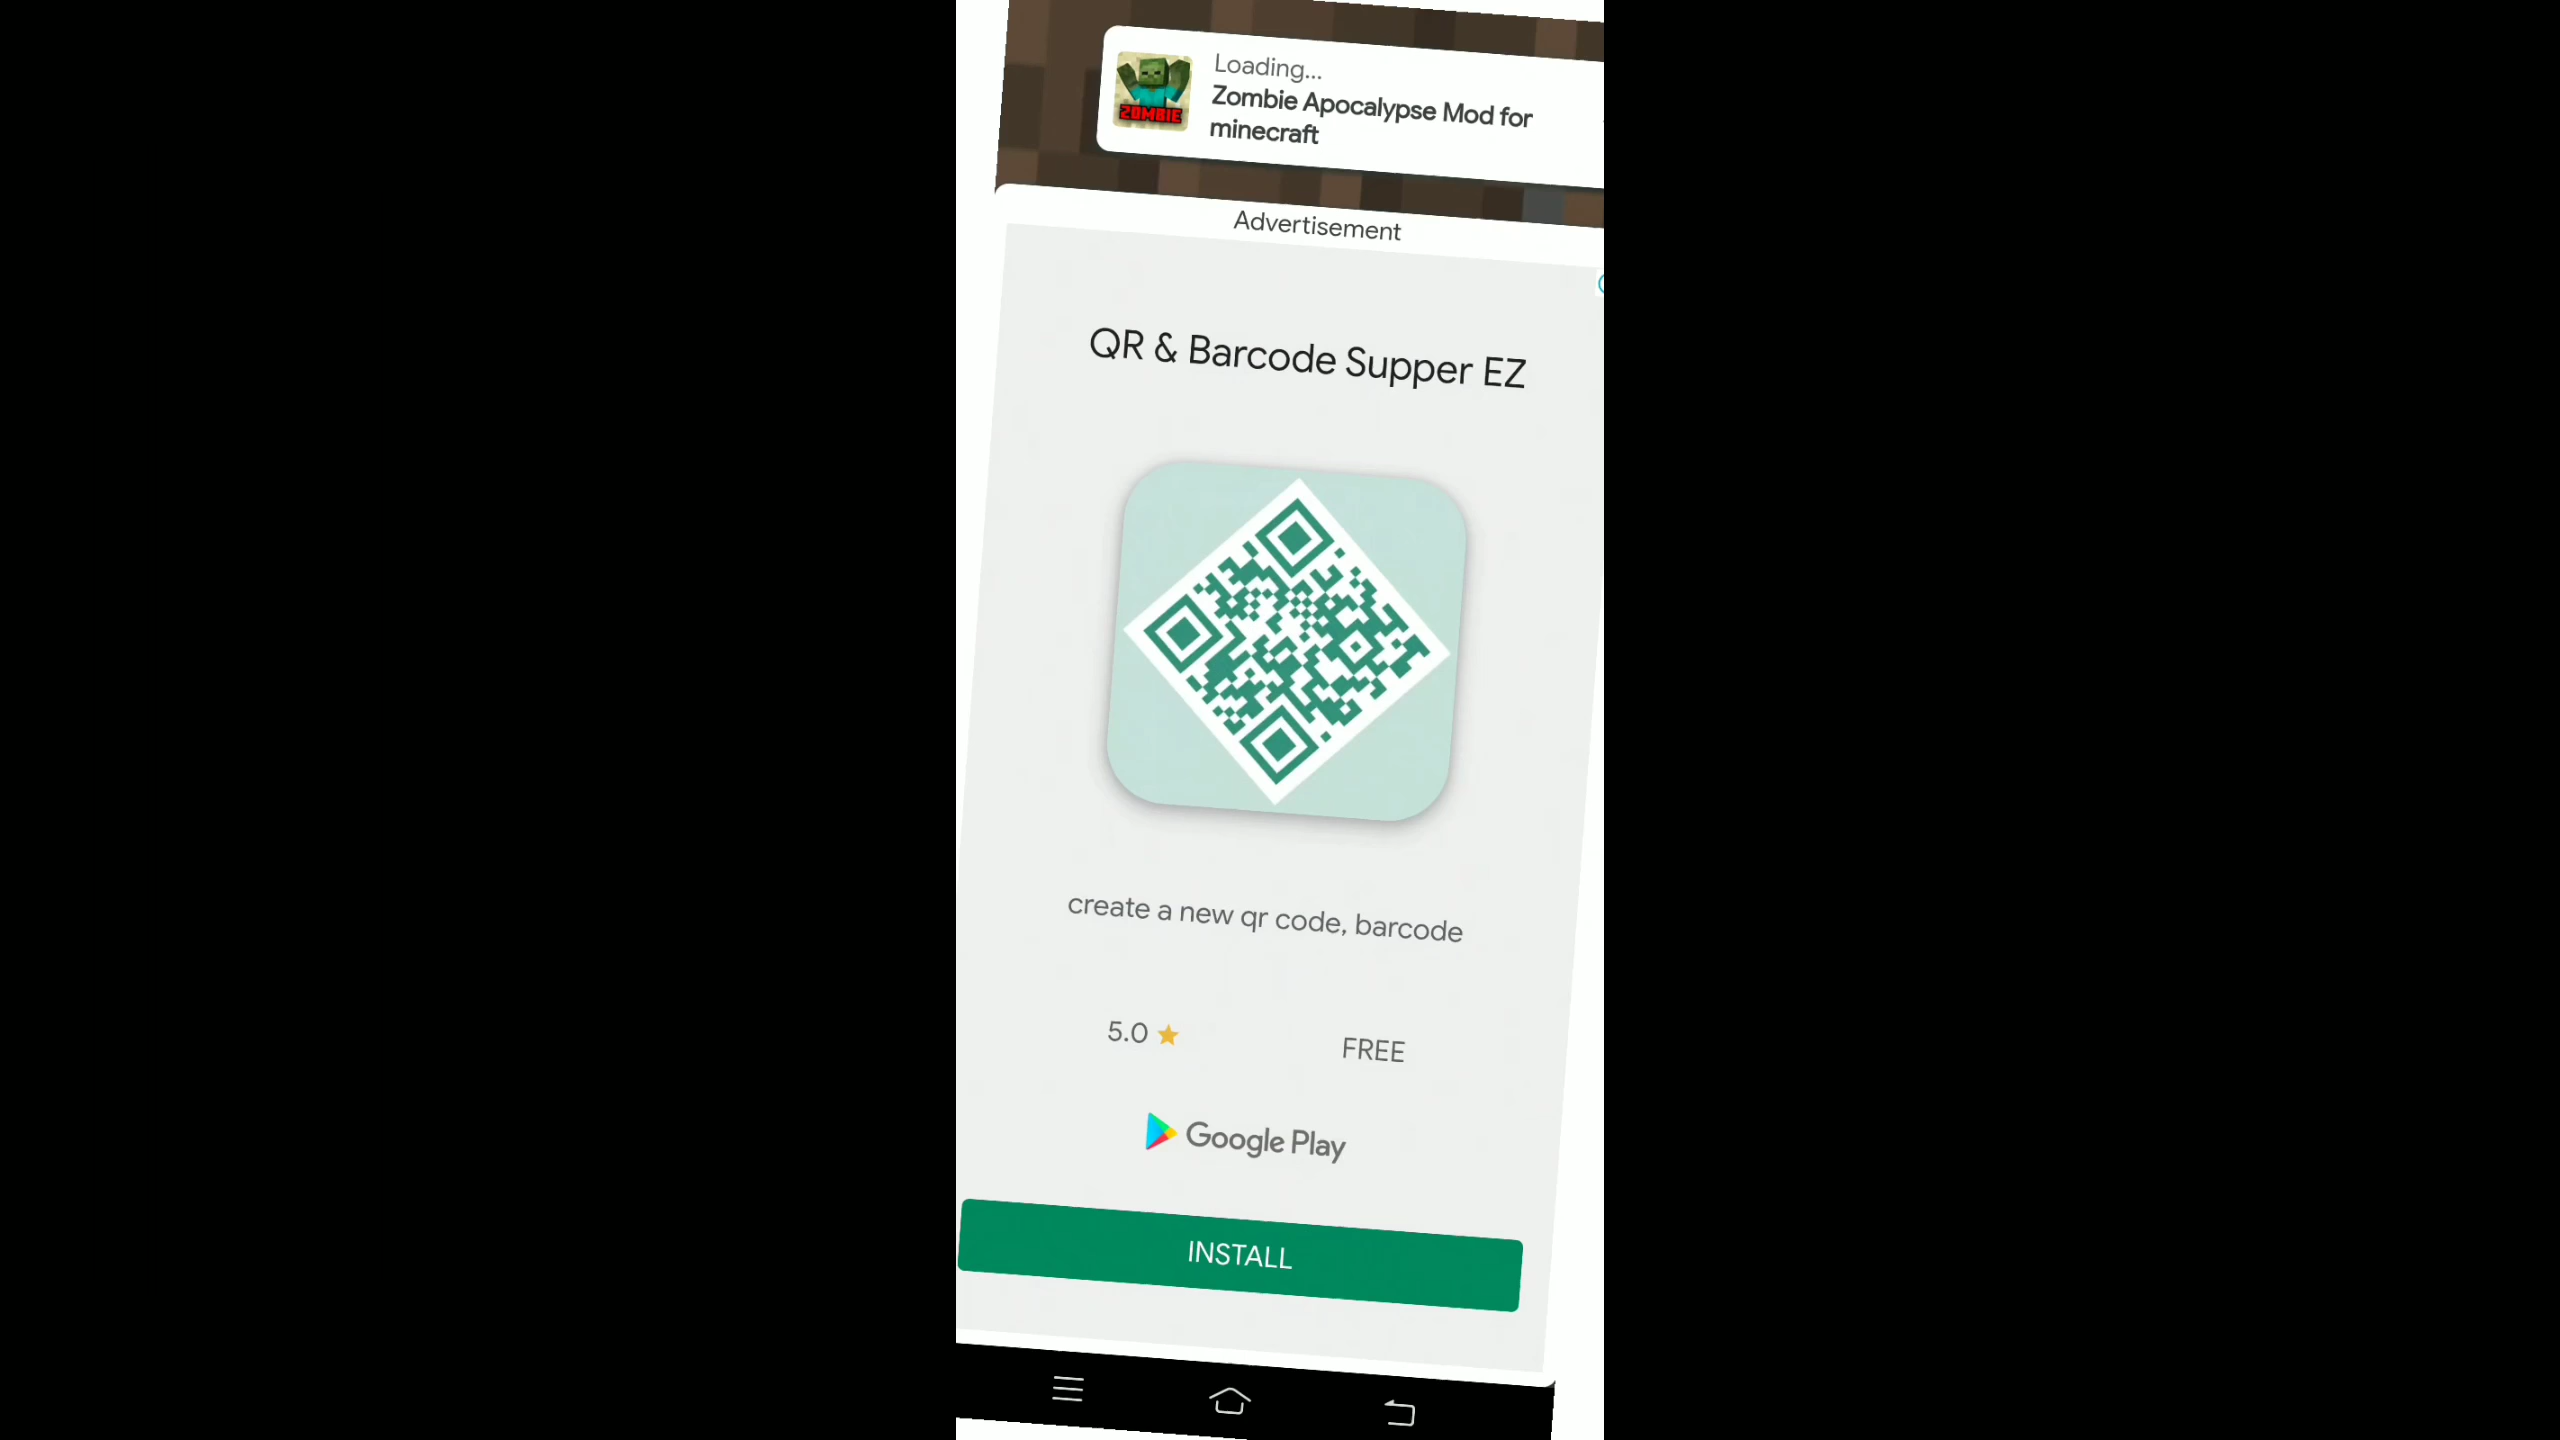 Loading...
Zombie Apocalypse Mod for
minecraft
ZOMBIE
Advertisement
QR & Barcode Supper EZ
create a new qr code, barcode
5.0
FREE
Google Play
INSTALL